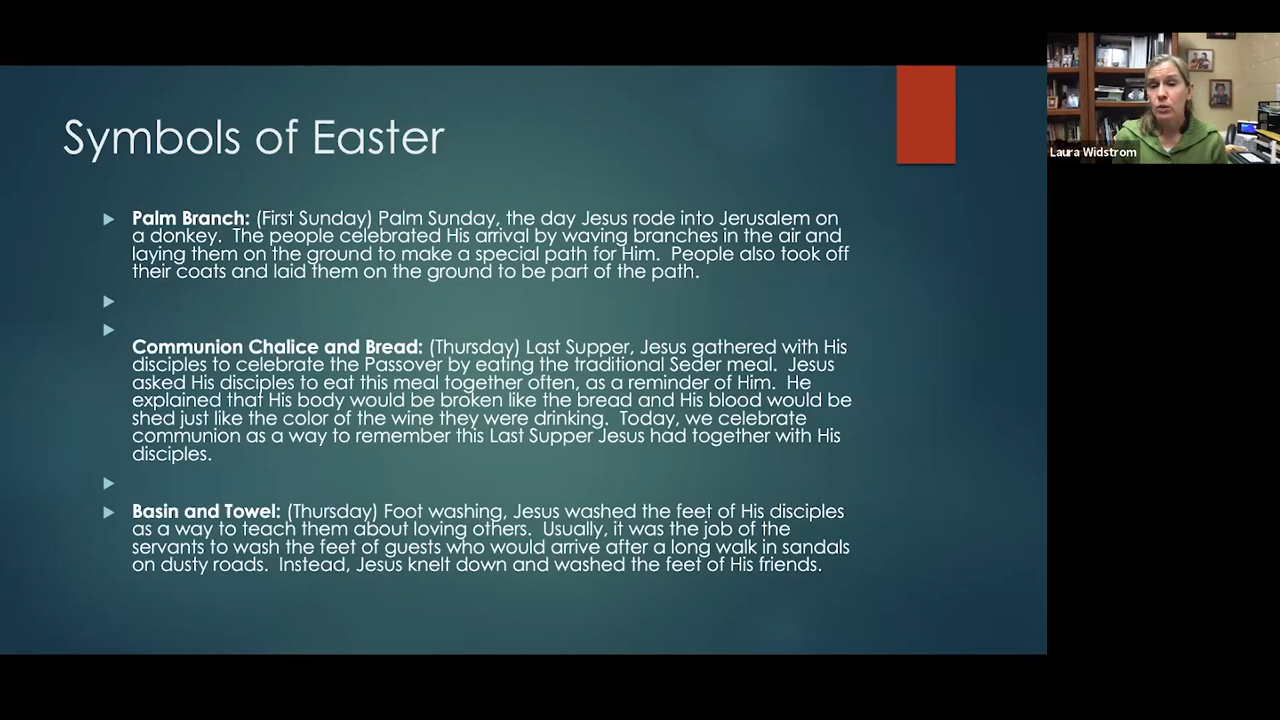 Symbols of Easter
Laura Widstrom
Palm Branch: (First Sunday) Palm Sunday, the day Jesus rode into Jerusalem on
a donkey. The people celebrated His arrival by waving branches in the air and
laying them on the ground to make a special path for Him. People also took off
their coats and laid them on the ground to be part of the path.
Communion Chalice and Bread: (Thursday) Last Supper, Jesus gathered with His
disciples to celebrate the Passover by eating the traditional Seder meal. Jesus
asked His disciples to eat this meal together often, as a reminder of Him. He
explained that His body would be broken like the bread and His blood would be
shed just like the color of the wine they were drinking. Today, we celebrate
communion as a way to remember this Last Supper Jesus had together with His
disciples.
Basin and Towel: (Thursday) Foot washing, Jesus washed the feet of His disciples
as a way to teach them about loving others. Usually, it was the job of the
servants to wash the feet of guests who would arrive after a long walk in sandals
on dusty roads. Instead, Jesus knelt down and washed the feet of His friends.